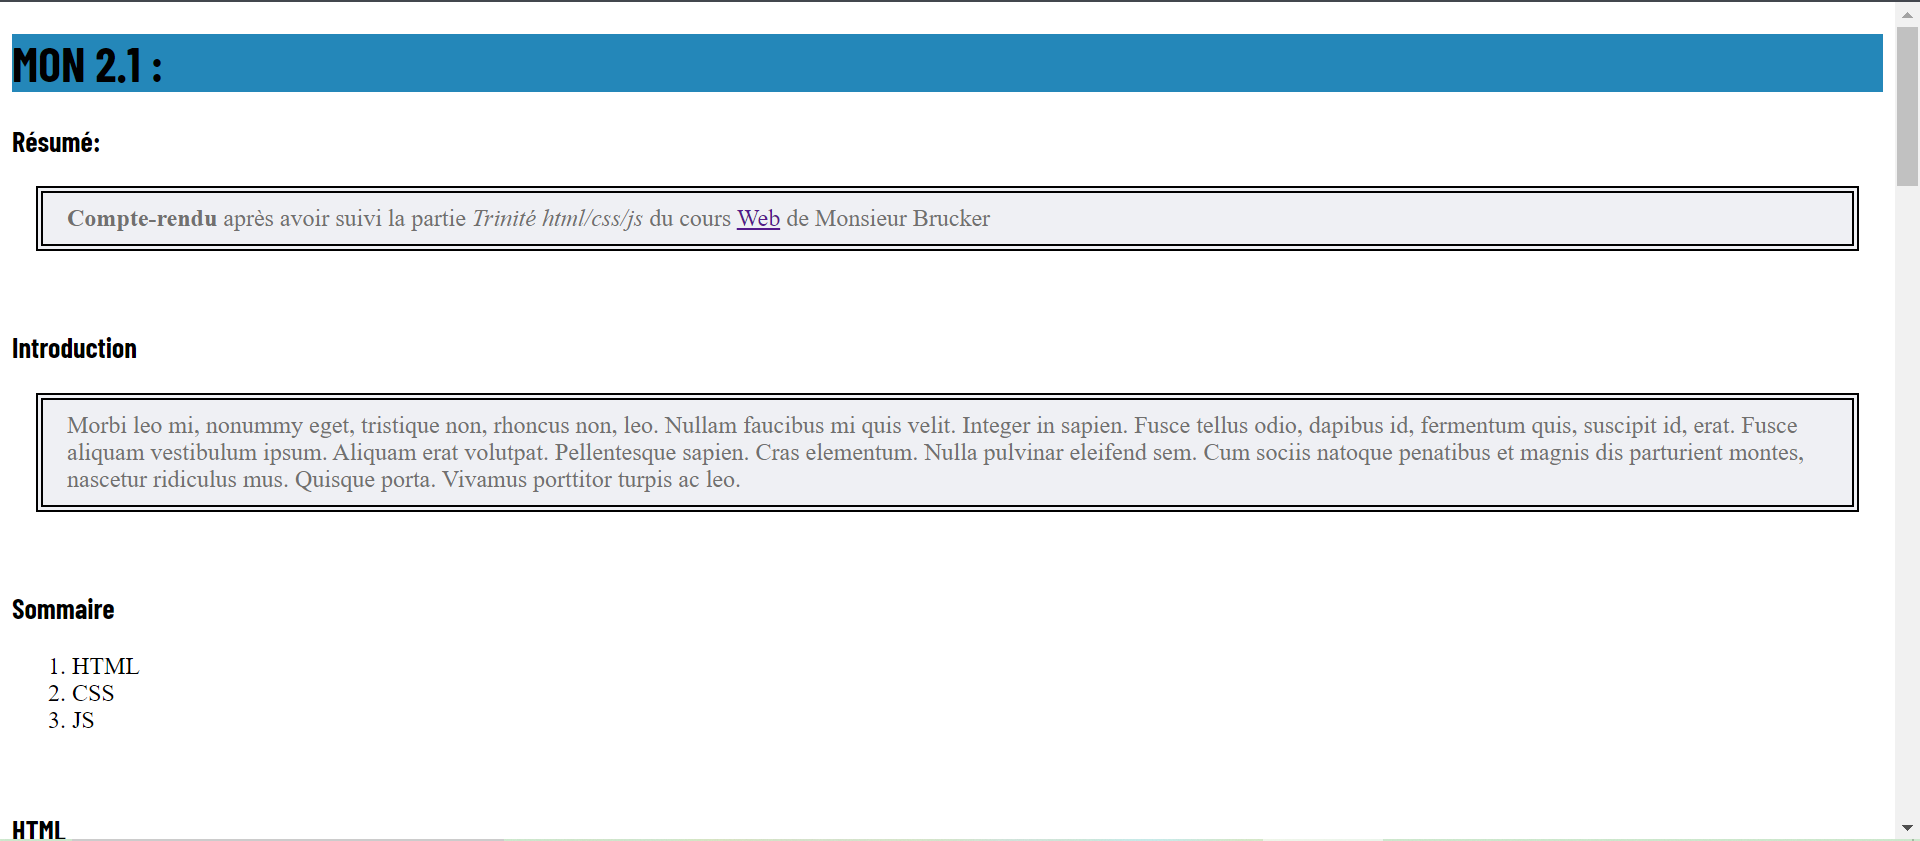 MON 2.1 :
Résumé:
Compte-rendu après avoir suivi la partie Trinité html/css/js du cours Web de Monsieur Brucker
Introduction
Morbi leo mi, nonummy eget, tristique non, rhoncus non, leo. Nullam faucibus mi quis velit. Integer in sapien. Fusce tellus odio, dapibus id, fermentum quis, suscipit id, erat. Fusce
aliquam vestibulum ipsum. Aliquam erat volutpat. Pellentesque sapien. Cras elementum. Nulla pulvinar eleifend sem. Cum sociis natoque penatibus et magnis dis parturient montes,
nascetur ridiculus mus. Quisque porta. Vivamus porttitor turpis ac leo.
Sommaire
1. HTML
2. CSS
3. JS
HTML